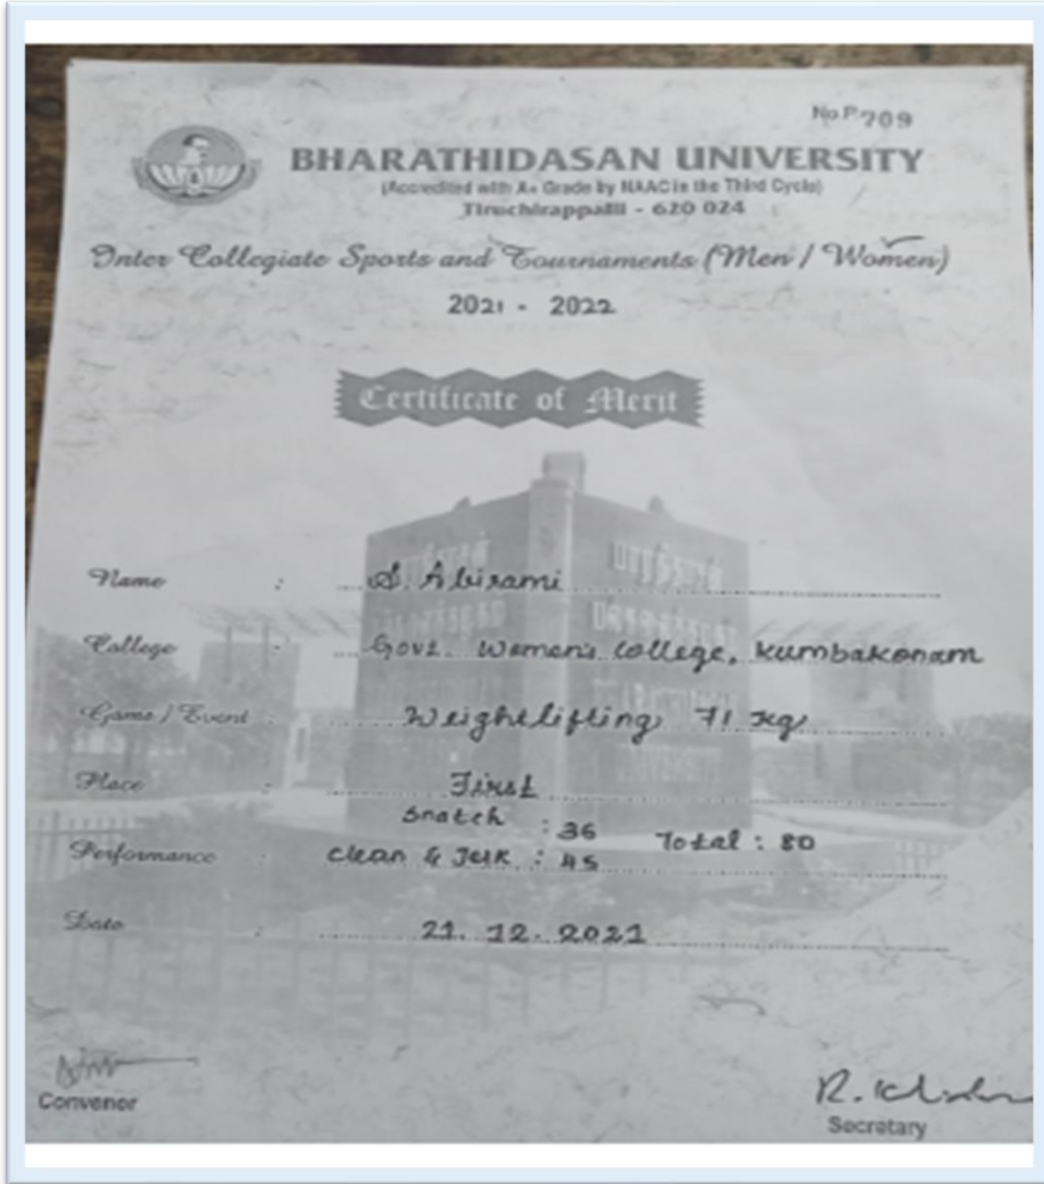 No.P 709
BHARATHIDASAN UNIVERSITY
(Accredited with A+ Grade by NAAC in the Third Cycle)
Tiruchirappalli - 620 024
Inter Collegiate Sports and Tournaments (Men / Women)
2021 - 2022
Certificate of Merit
Name : S. Abirami
College : Govt. Women's College, Kumbakonam
Game / Event : Weightlifting 71 kg
Place : First
Snatch : 36 Total : 80
Performance : Clean & Jerk : 45
Date : 21.12.2021
Convenor
Secretary